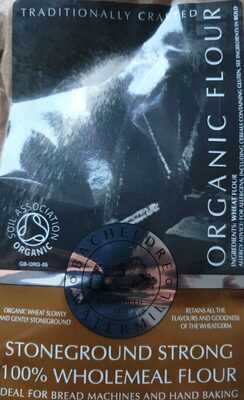 TRADITIONALLY CRAFTED
ORGANIC FLOUR
INGREDIENTS: WHEAT FLOUR
ALLERGY ADVICE: FOR ALLERGENS, INCLUDING CEREALS CONTAINING GLUTEN, SEE INGREDIENTS IN BOLD
SOIL ASSOCIATION
ORGANIC
GB-ORG-05
BACHELDRE
WATERMILL
ORGANIC WHEAT SLOWLY
AND GENTLY STONEGROUND
RETAINS ALL THE
FLAVOURS AND GOODNESS
OF THE WHEATGERM
STONEGROUND STRONG
100% WHOLEMEAL FLOUR
IDEAL FOR BREAD MACHINES AND HAND BAKING